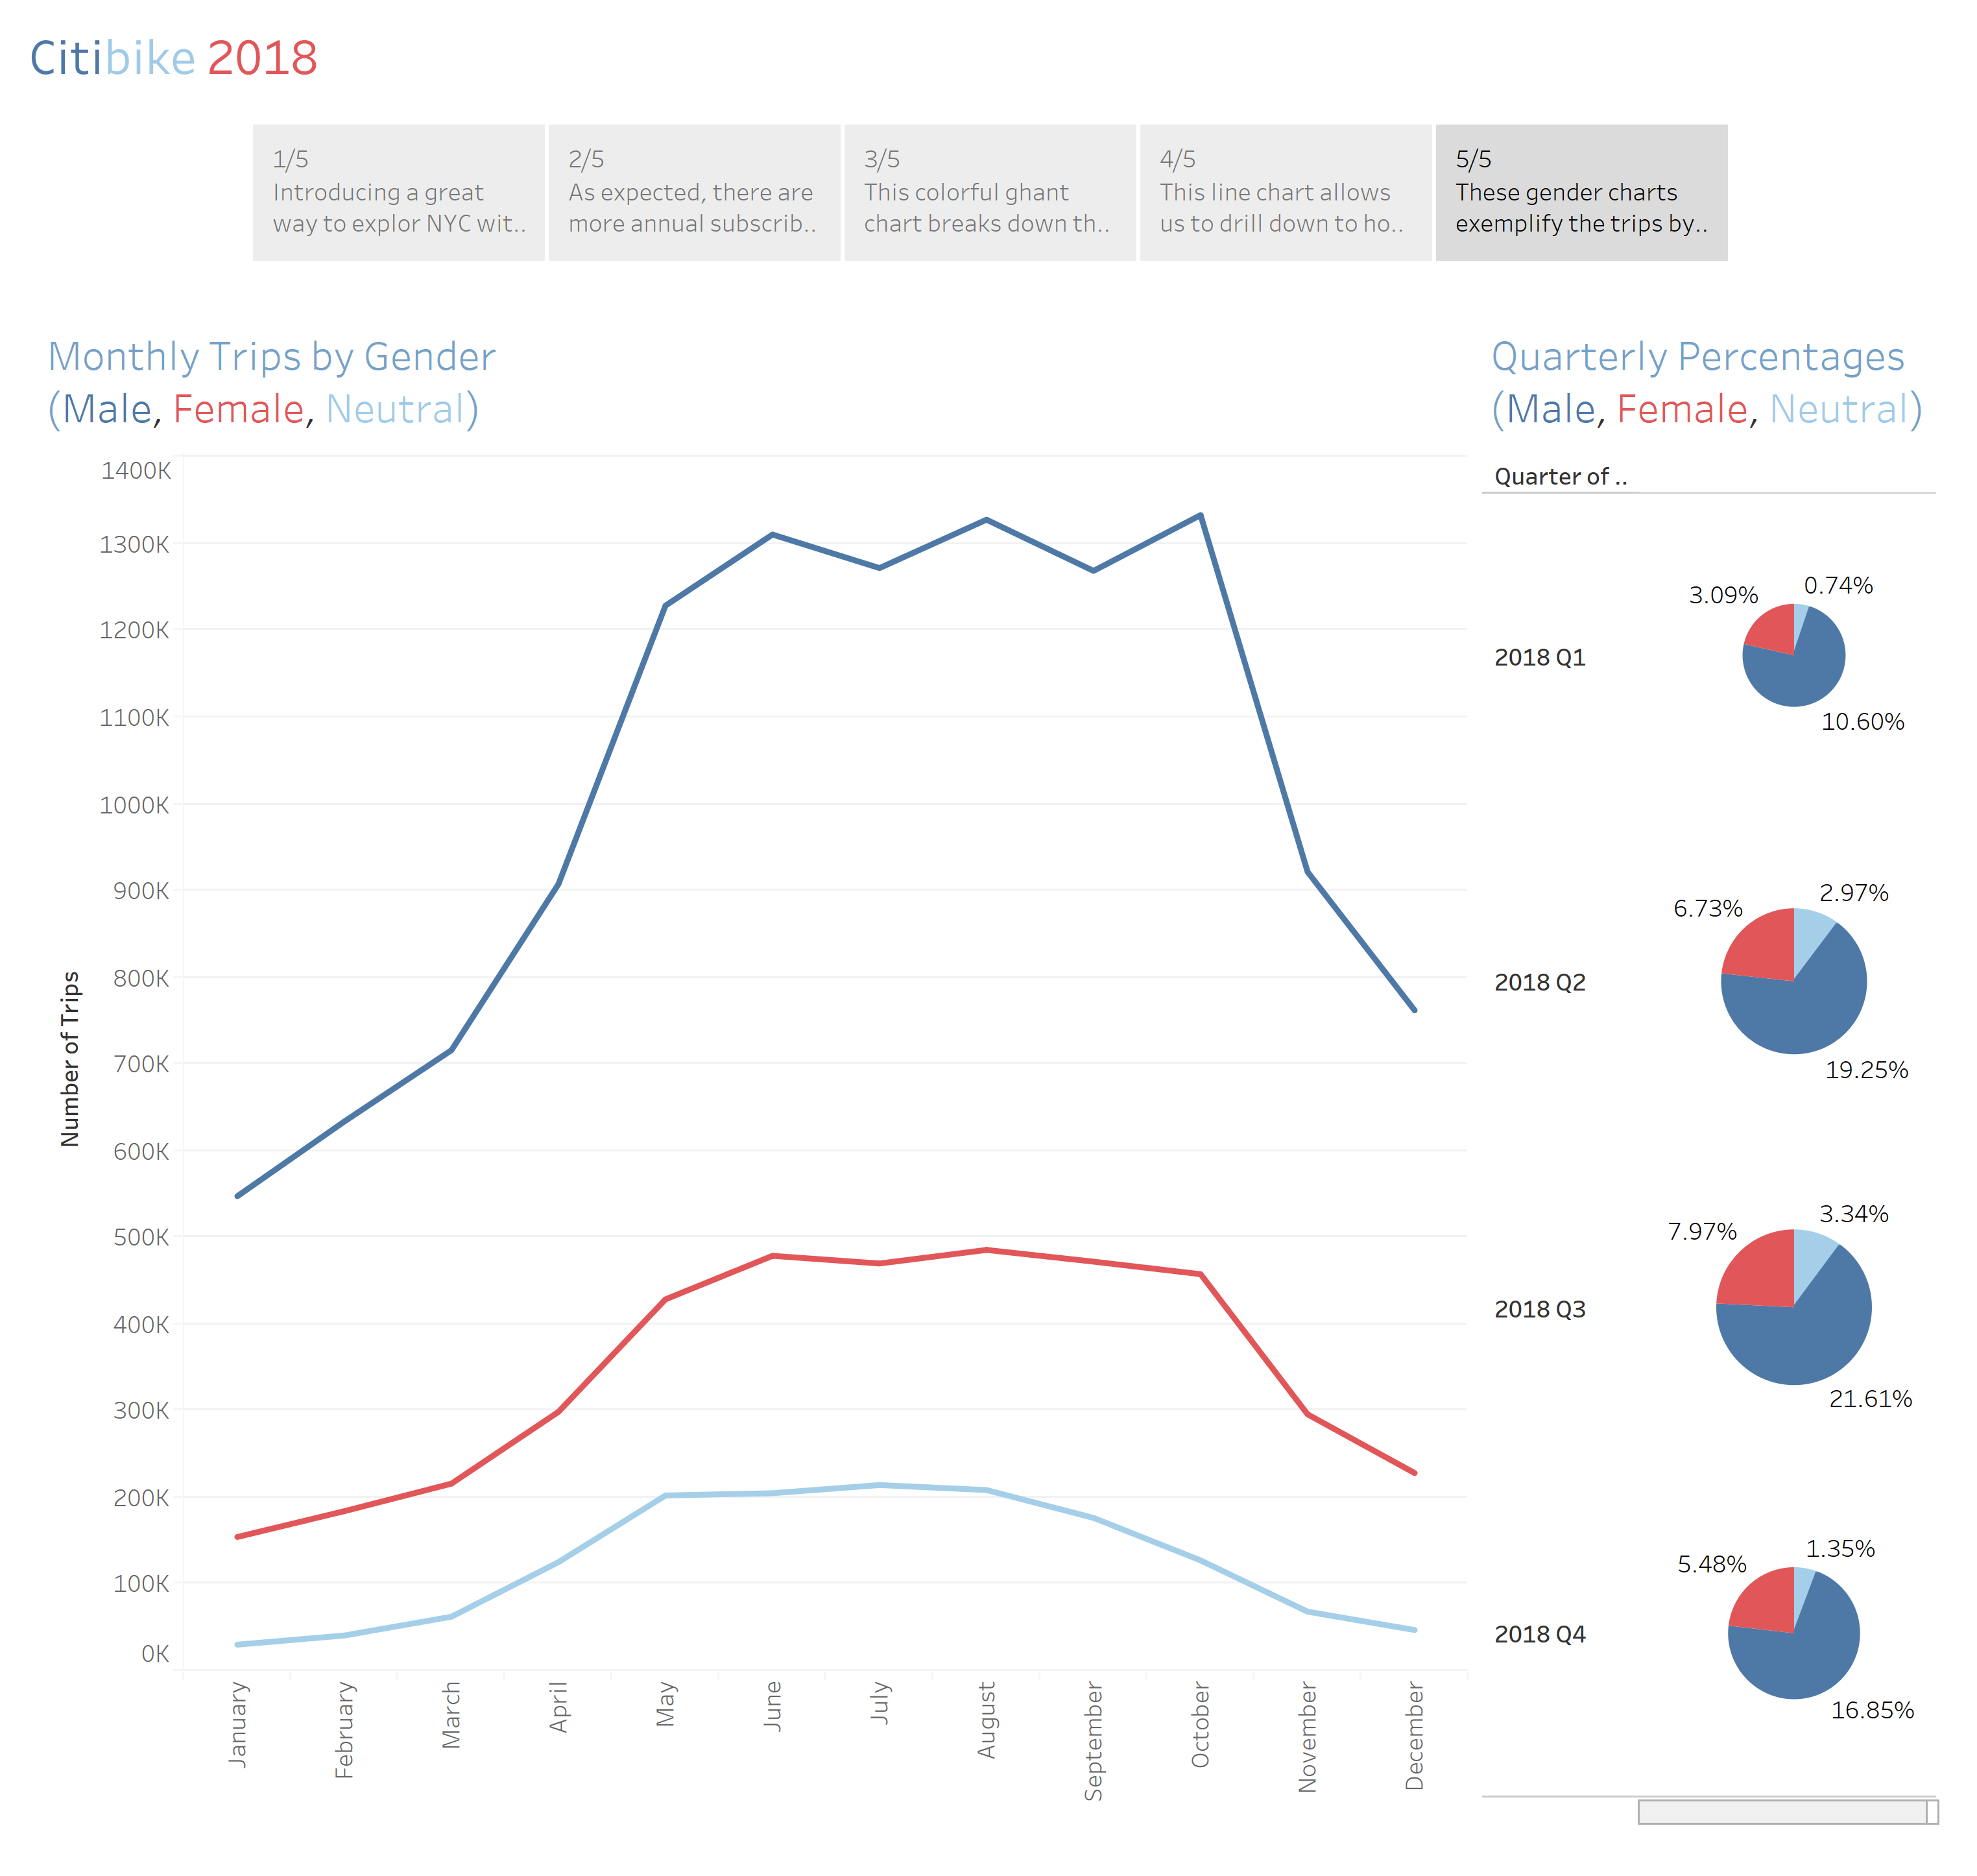 Citibike 2018
1/5
Introducing a great
way to explor NYC wit..
2/5
As expected, there are
more annual subscrib..
3/5
This colorful ghant
chart breaks down th..
4/5
This line chart allows
us to drill down to ho..
5/5
These gender charts
exemplify the trips by..
Monthly Trips by Gender
(Male, Female, Neutral)
1400K
1300K
1200K
1100K
1000K
900K
800K
700K
600K
500K
400K
300K
200K
100K
0K
Number of Trips
January
February
March
April
May
June
July
August
September
October
November
December
Quarterly Percentages
(Male, Female, Neutral)
Quarter of ..
2018 Q1
3.09%
0.74%
10.60%
2018 Q2
6.73%
2.97%
19.25%
2018 Q3
7.97%
3.34%
21.61%
2018 Q4
5.48%
1.35%
16.85%